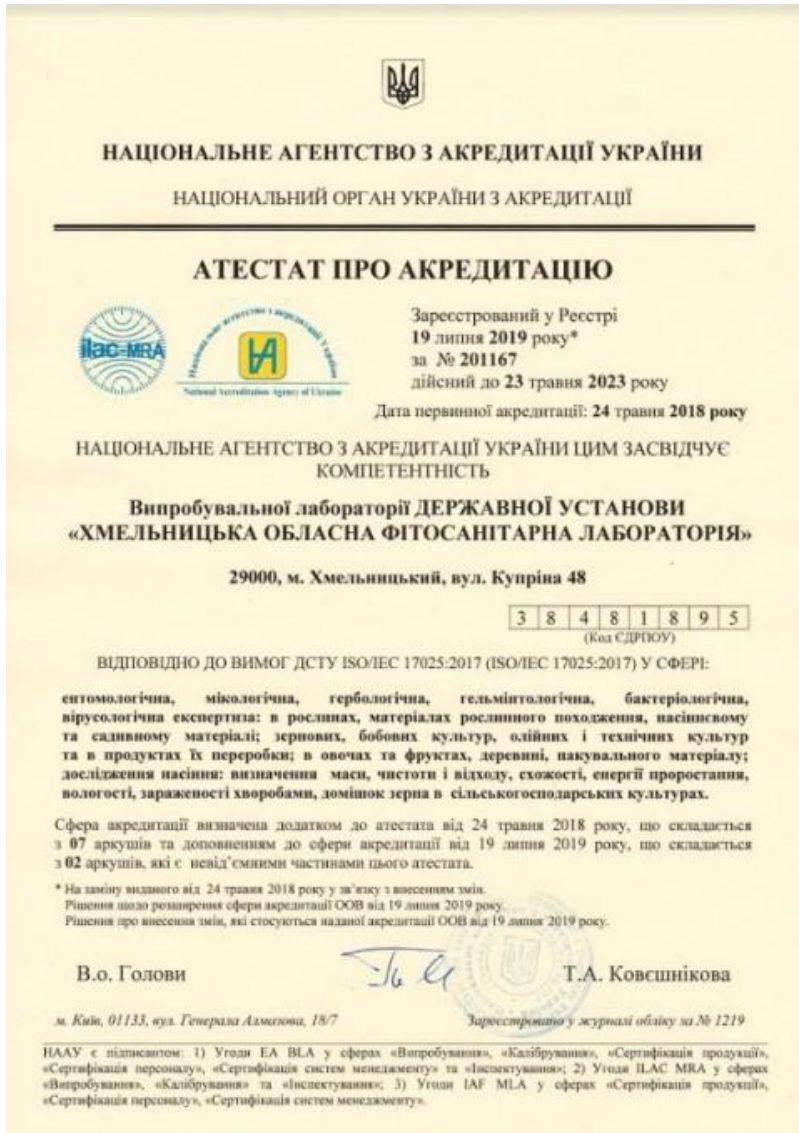 НАЦІОНАЛЬНЕ АГЕНТСТВО З АКРЕДИТАЦІЇ УКРАЇНИ
НАЦІОНАЛЬНИЙ ОРГАН УКРАЇНИ З АКРЕДИТАЦІЇ
АТЕСТАТ ПРО АКРЕДИТАЦІЮ
ilac-MRA
Національне агентство з акредитації України
National Accreditation Agency of Ukraine
Зареєстрований у Реєстрі
19 липня 2019 року*
за № 201167
дійсний до 23 травня 2023 року
Дата первинної акредитації: 24 травня 2018 року
НАЦІОНАЛЬНЕ АГЕНТСТВО З АКРЕДИТАЦІЇ УКРАЇНИ ЦИМ ЗАСВІДЧУЄ
КОМПЕТЕНТНІСТЬ
Випробувальної лабораторії ДЕРЖАВНОЇ УСТАНОВИ
«ХМЕЛЬНИЦЬКА ОБЛАСНА ФІТОСАНІТАРНА ЛАБОРАТОРІЯ»
29000, м. Хмельницький, вул. Купріна 48
3 8 4 8 1 8 9 5
(Код ЄДРПОУ)
ВІДПОВІДНО ДО ВИМОГ ДСТУ ISO/IEC 17025:2017 (ISO/IEC 17025:2017) У СФЕРІ:
ентомологічна, мікологічна, гербологічна, гельмінтологічна, бактеріологічна,
вірусологічна експертиза: в рослинах, матеріалах рослинного походження, насіннєвому
та садивному матеріалі; зернових, бобових культур, олійних і технічних культур
та в продуктах їх переробки; в овочах та фруктах, деревині, пакувального матеріалу;
дослідження насіння: визначення маси, чистоти і відходу, схожості, енергії проростання,
вологості, зараженості хворобами, домішок зерна в сільськогосподарських культурах.
Сфера акредитації визначена додатком до атестата від 24 травня 2018 року, що складається
з 07 аркушів та доповненням до сфери акредитації від 19 липня 2019 року, що складається
з 02 аркушів, які є невід’ємними частинами цього атестата.
* На заміну виданого від 24 травня 2018 року у зв’язку з внесенням змін.
Рішення щодо розширення сфери акредитації ООВ від 19 липня 2019 року.
Рішення про внесення змін, які стосуються наданої акредитації ООВ від 19 липня 2019 року.
В.о. Голови
Т.А. Ковєшнікова
м. Київ, 01133, вул. Генерала Алмазова, 18/7
Зареєстровано у журналі обліку за № 1219
НААУ є підписантом: 1) Угоди EA BLA у сферах «Випробування», «Калібрування», «Сертифікація продукції»,
«Сертифікація персоналу», «Сертифікація систем менеджменту» та «Інспектування»; 2) Угоди ILAC MRA у сферах
«Випробування», «Калібрування» та «Інспектування»; 3) Угоди IAF MLA у сферах «Сертифікація продукції»,
«Сертифікація персоналу», «Сертифікація систем менеджменту».